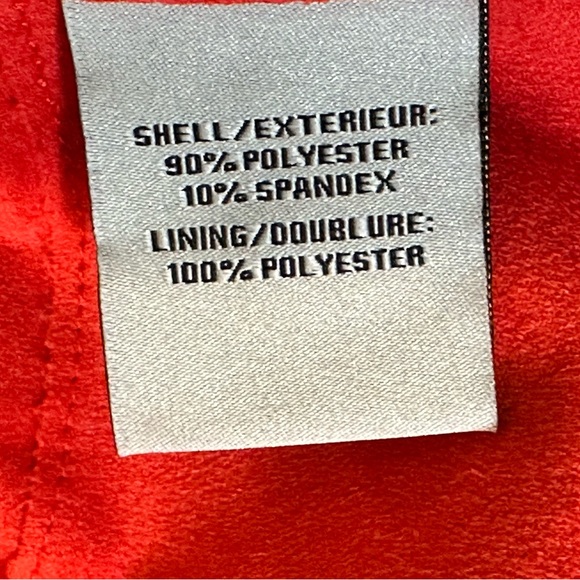 SHELL/EXTERIEUR:
90% POLYESTER
10% SPANDEX
LINING/DOUBLURE:
100% POLYESTER